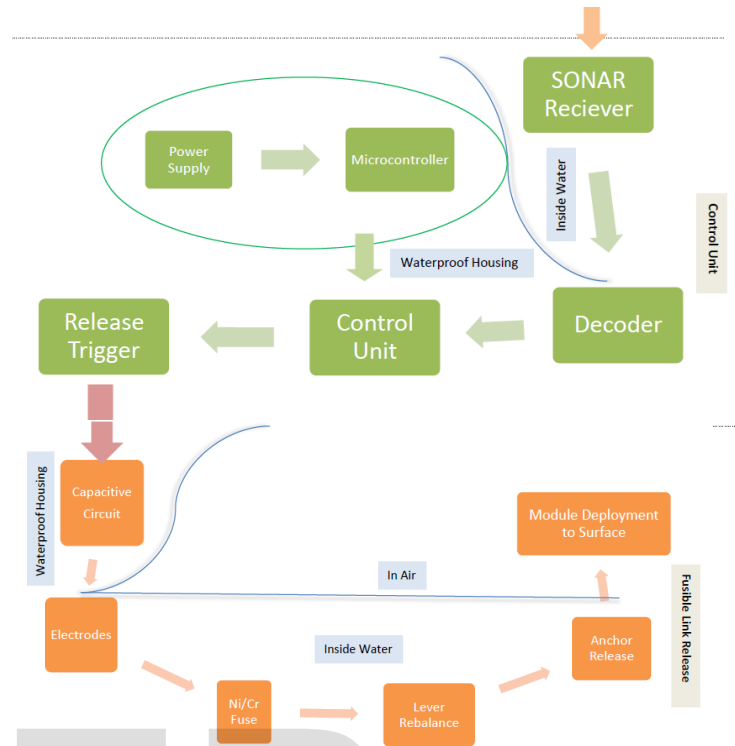 SONAR
Reciever
Power
Supply
Microcontroller
Inside Water
Control Unit
Waterproof Housing
Release
Trigger
Control
Unit
Decoder
Waterproof Housing
Capacitive
Circuit
Module Deployment
to Surface
In Air
Fusible Link Release
Electrodes
Inside Water
Anchor
Release
Ni/Cr
Fuse
Lever
Rebalance